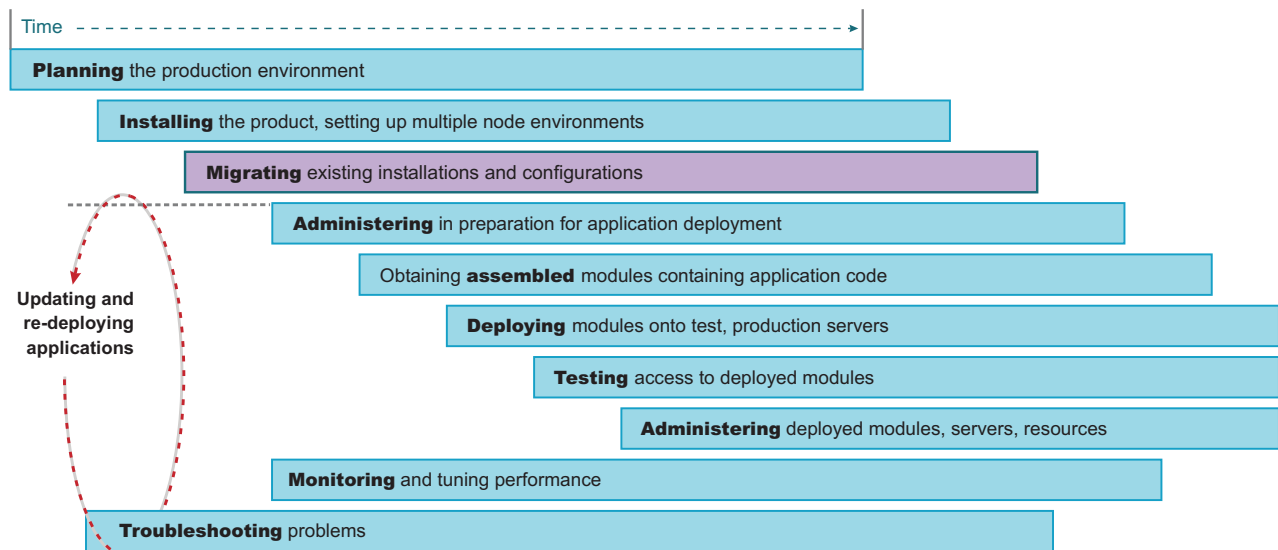 Time
Planning the production environment
Installing the product, setting up multiple node environments
Migrating existing installations and configurations
Administering in preparation for application deployment
Obtaining assembled modules containing application code
Updating and
re-deploying
applications
Deploying modules onto test, production servers
Testing access to deployed modules
Administering deployed modules, servers, resources
Monitoring and tuning performance
Troubleshooting problems